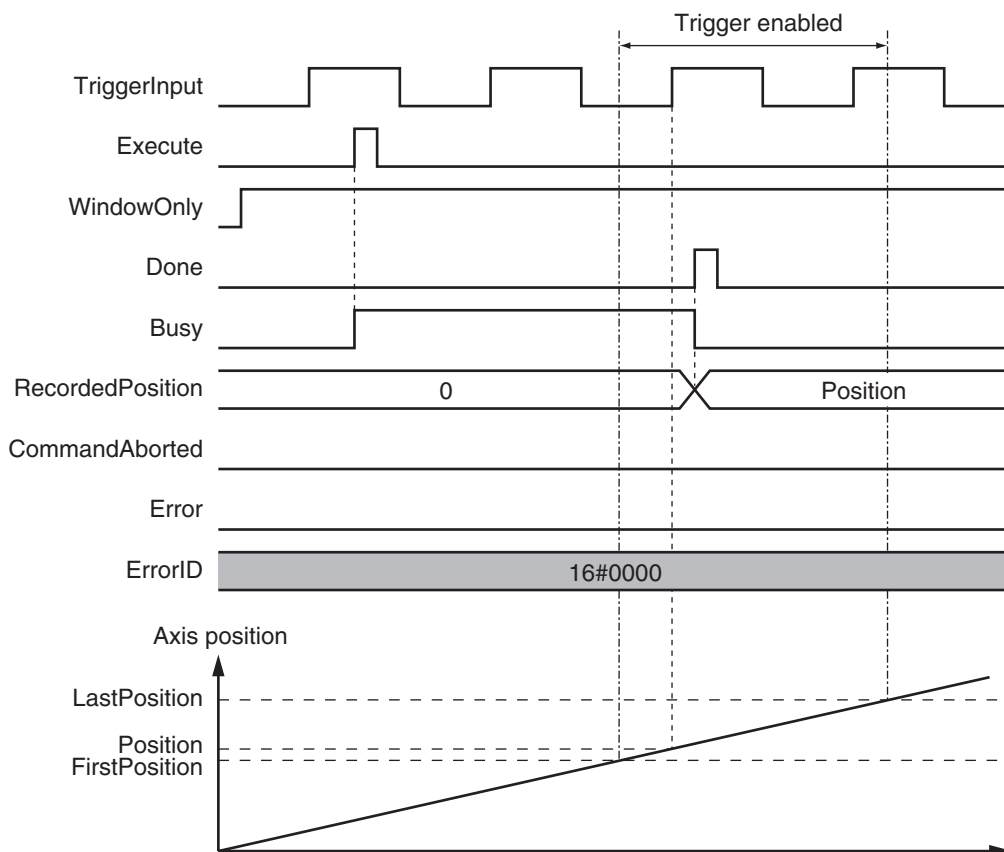 Trigger enabled
TriggerInput
Execute
WindowOnly
Done
Busy
RecordedPosition
0
Position
CommandAborted
Error
ErrorID
16#0000
Axis position
LastPosition
Position
FirstPosition